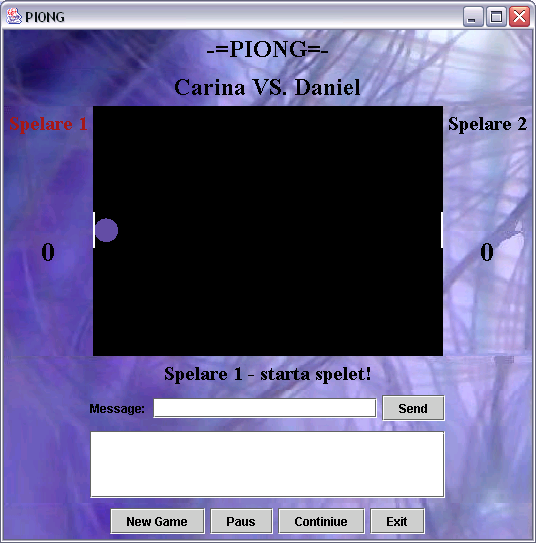 PIONG
-=PIONG=-
Carina VS. Daniel
Spelare 1
Spelare 2
0
0
Spelare 1 - starta spelet!
Message:
Send
New Game
Paus
Continiue
Exit